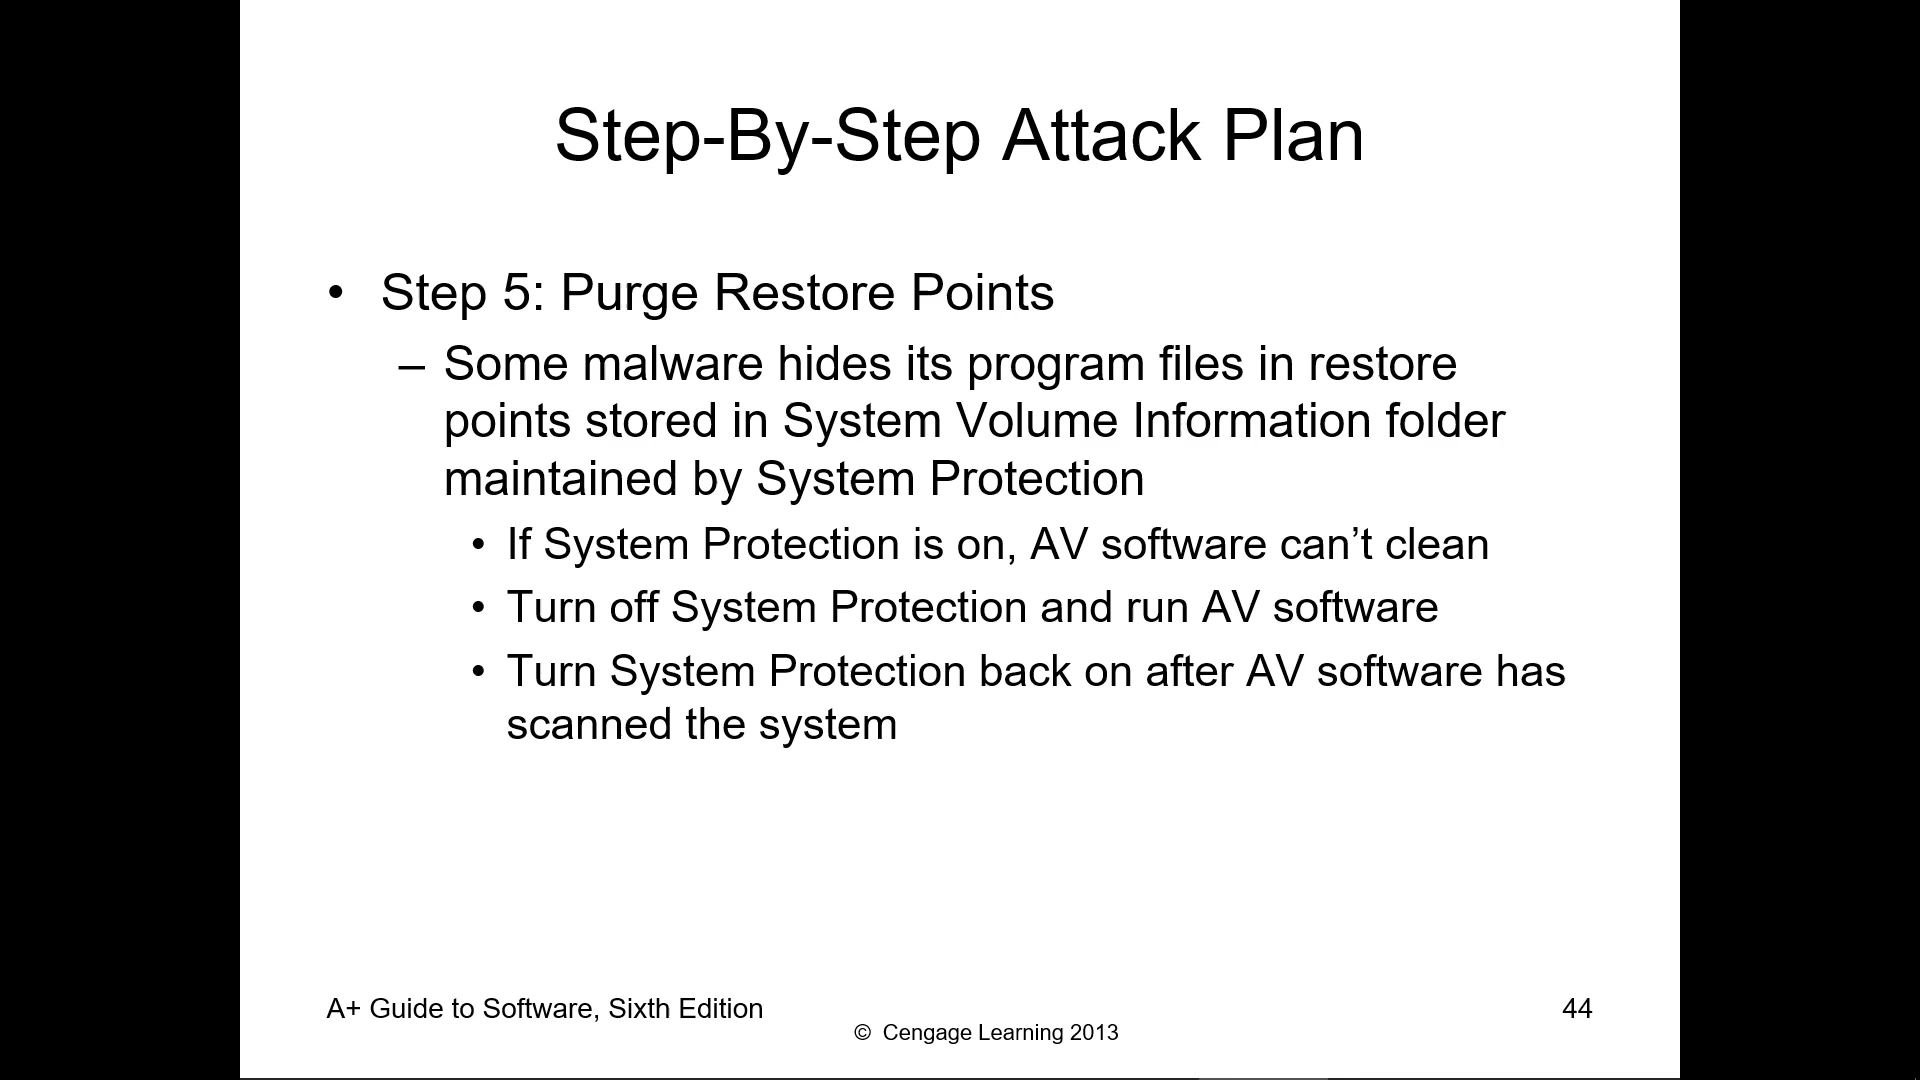 Step-By-Step Attack Plan
• Step 5: Purge Restore Points
– Some malware hides its program files in restore
points stored in System Volume Information folder
maintained by System Protection
• If System Protection is on, AV software can’t clean
• Turn off System Protection and run AV software
• Turn System Protection back on after AV software has
scanned the system
A+ Guide to Software, Sixth Edition
44
© Cengage Learning 2013